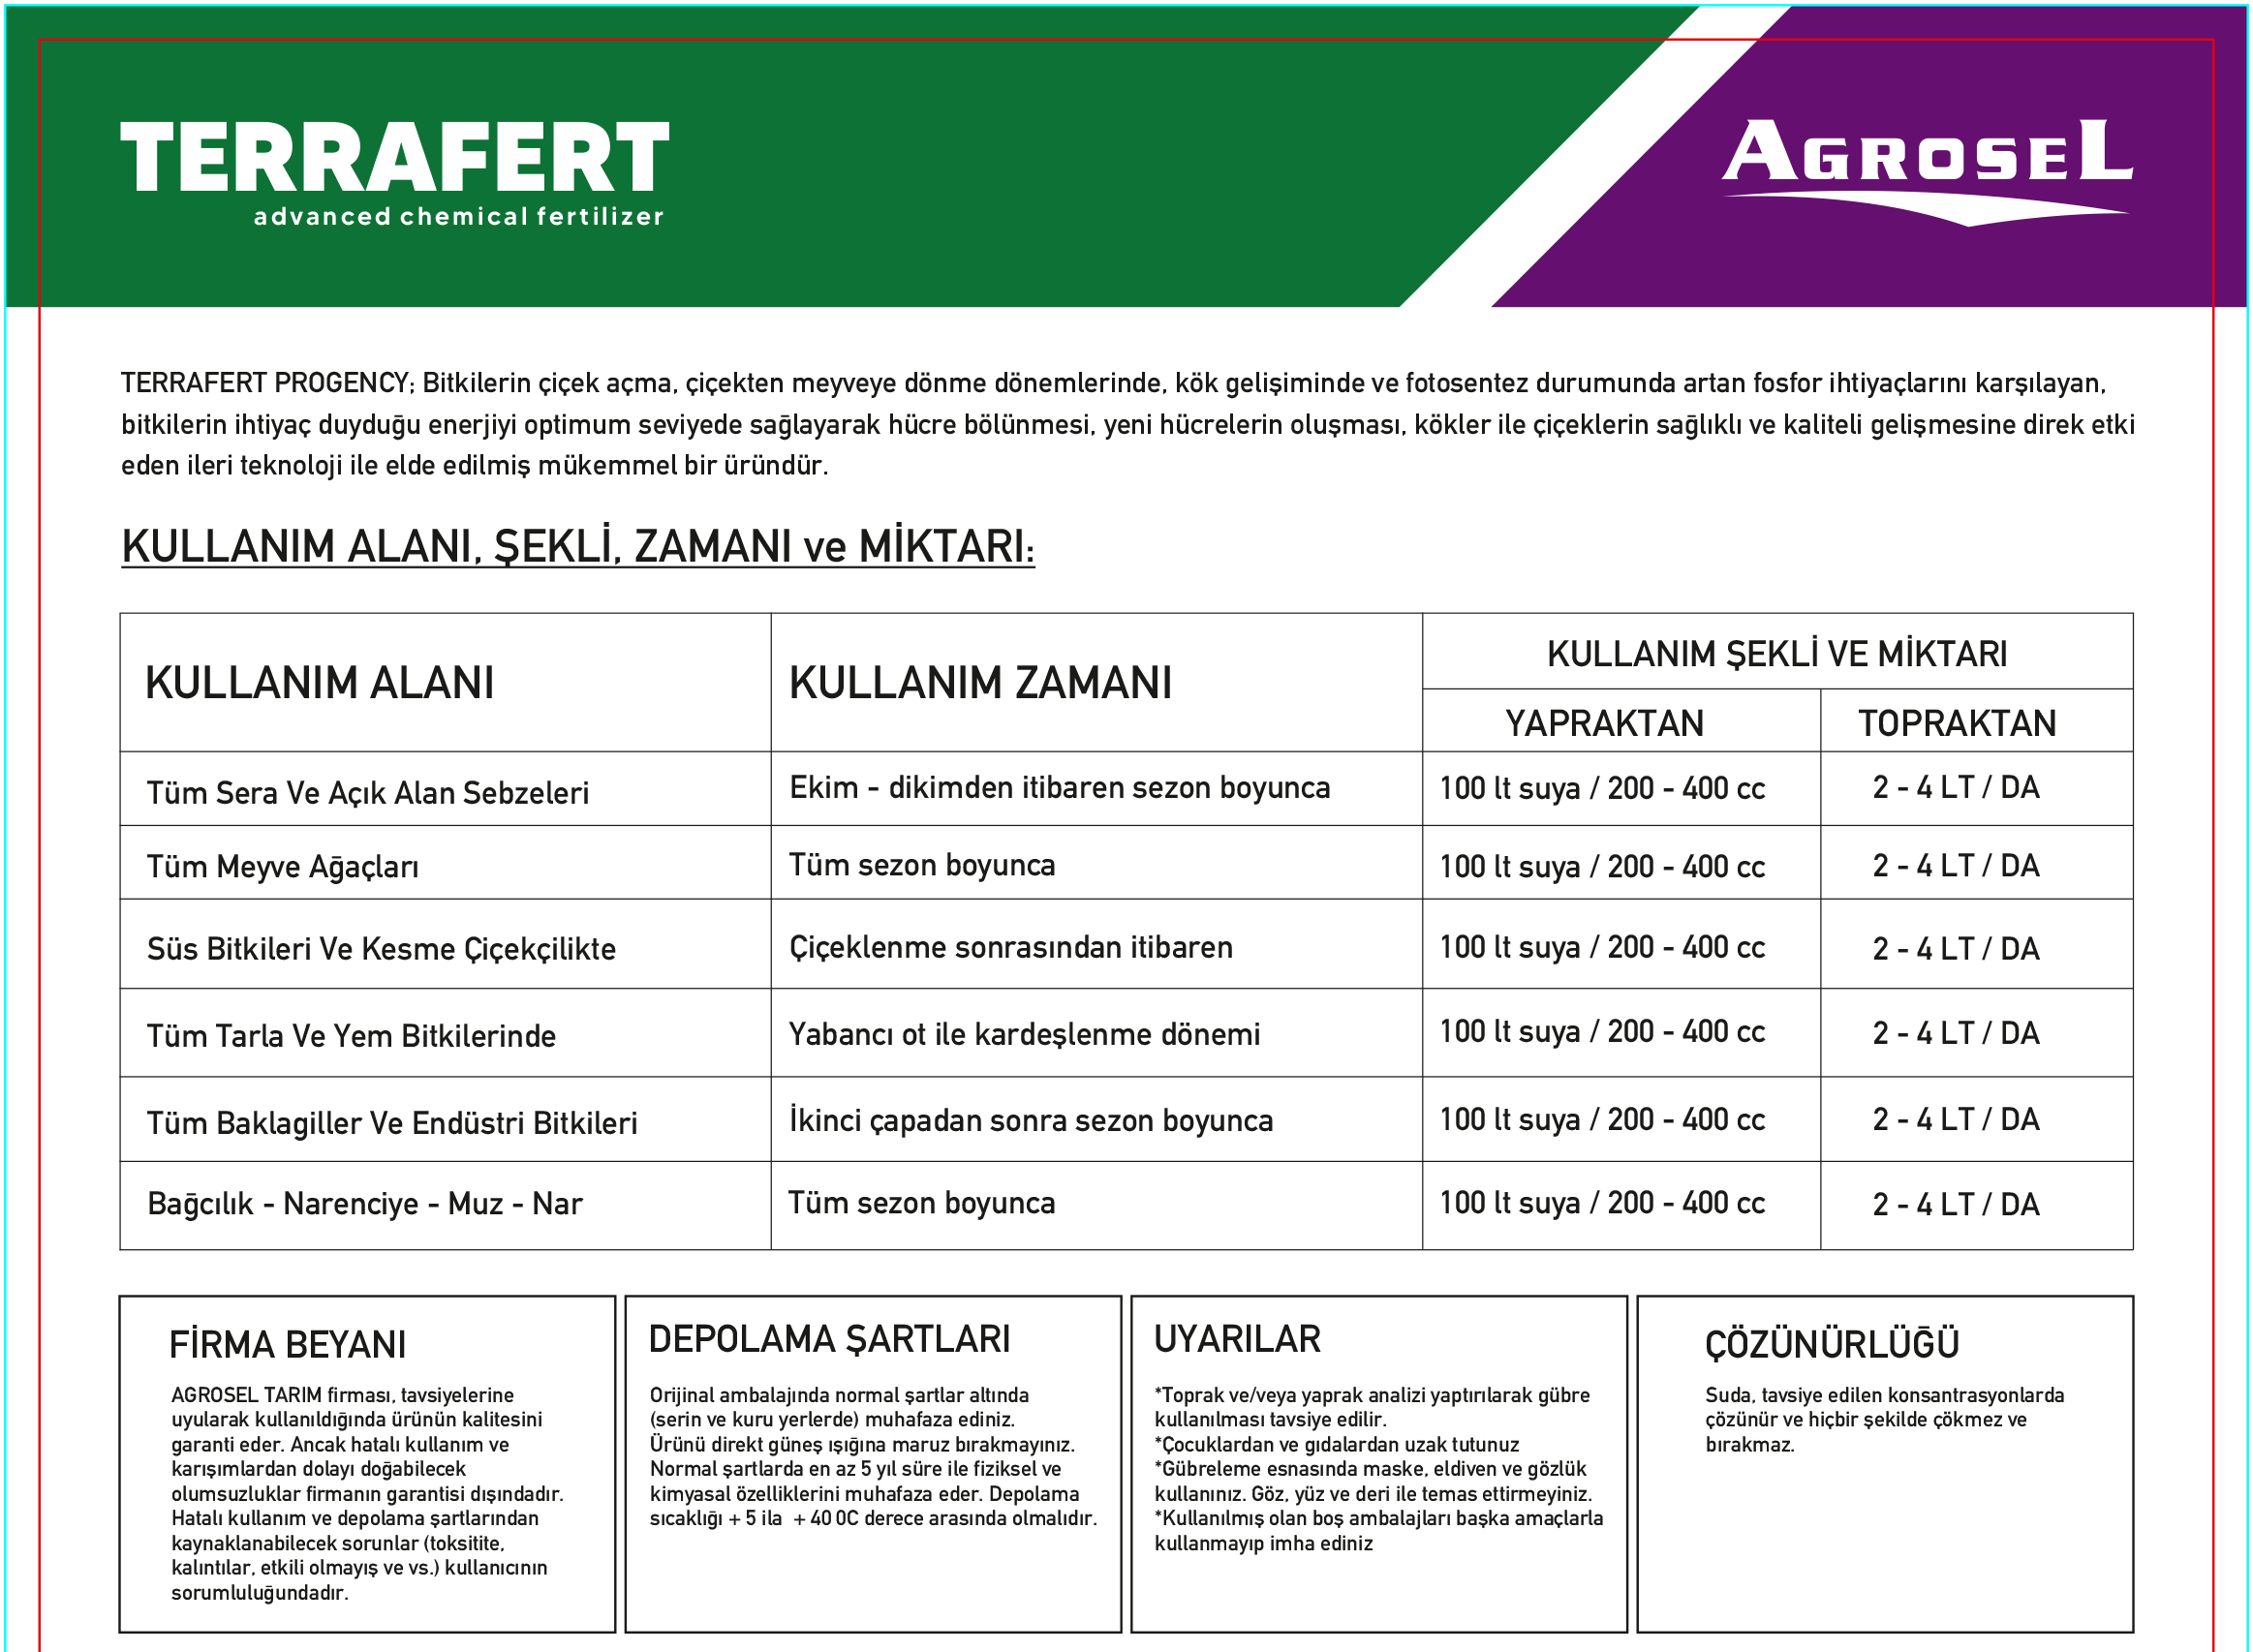 TERRAFERT
advanced chemical fertilizer
AGROSEL
TERRAFERT PROGENCY; Bitkilerin çiçek açma, çiçekten meyveye dönme dönemlerinde, kök gelişiminde ve fotosentez durumunda artan fosfor ihtiyaçlarını karşılayan,
bitkilerin ihtiyaç duyduğu enerjiyi optimum seviyede sağlayarak hücre bölünmesi, yeni hücrelerin oluşması, kökler ile çiçeklerin sağlıklı ve kaliteli gelişmesine direk etki
eden ileri teknoloji ile elde edilmiş mükemmel bir üründür.
KULLANIM ALANI, ŞEKLİ, ZAMANI ve MİKTARI:
KULLANIM ALANI KULLANIM ZAMANI KULLANIM ŞEKLİ VE MİKTARI
YAPRAKTAN TOPRAKTAN
Tüm Sera Ve Açık Alan Sebzeleri Ekim - dikimden itibaren sezon boyunca 100 lt suya / 200 - 400 cc 2 - 4 LT / DA
Tüm Meyve Ağaçları Tüm sezon boyunca 100 lt suya / 200 - 400 cc 2 - 4 LT / DA
Süs Bitkileri Ve Kesme Çiçekçilikte Çiçeklenme sonrasından itibaren 100 lt suya / 200 - 400 cc 2 - 4 LT / DA
Tüm Tarla Ve Yem Bitkilerinde Yabancı ot ile kardeşlenme dönemi 100 lt suya / 200 - 400 cc 2 - 4 LT / DA
Tüm Baklagiller Ve Endüstri Bitkileri İkinci çapadan sonra sezon boyunca 100 lt suya / 200 - 400 cc 2 - 4 LT / DA
Bağcılık - Narenciye - Muz - Nar Tüm sezon boyunca 100 lt suya / 200 - 400 cc 2 - 4 LT / DA
FİRMA BEYANI
AGROSEL TARIM firması, tavsiyelerine
uyularak kullanıldığında ürünün kalitesini
garanti eder. Ancak hatalı kullanım ve
karışımlardan dolayı doğabilecek
olumsuzluklar firmanın garantisi dışındadır.
Hatalı kullanım ve depolama şartlarından
kaynaklanabilecek sorunlar (toksitite,
kalıntılar, etkili olmayış ve vs.) kullanıcının
sorumluluğundadır.
DEPOLAMA ŞARTLARI
Orijinal ambalajında normal şartlar altında
(serin ve kuru yerlerde) muhafaza ediniz.
Ürünü direkt güneş ışığına maruz bırakmayınız.
Normal şartlarda en az 5 yıl süre ile fiziksel ve
kimyasal özelliklerini muhafaza eder. Depolama
sıcaklığı + 5 ila + 40 0C derece arasında olmalıdır.
UYARILAR
*Toprak ve/veya yaprak analizi yaptırılarak gübre
kullanılması tavsiye edilir.
*Çocuklardan ve gıdalardan uzak tutunuz
*Gübreleme esnasında maske, eldiven ve gözlük
kullanınız. Göz, yüz ve deri ile temas ettirmeyiniz.
*Kullanılmış olan boş ambalajları başka amaçlarla
kullanmayıp imha ediniz
ÇÖZÜNÜRLÜĞÜ
Suda, tavsiye edilen konsantrasyonlarda
çözünür ve hiçbir şekilde çökmez ve
bırakmaz.